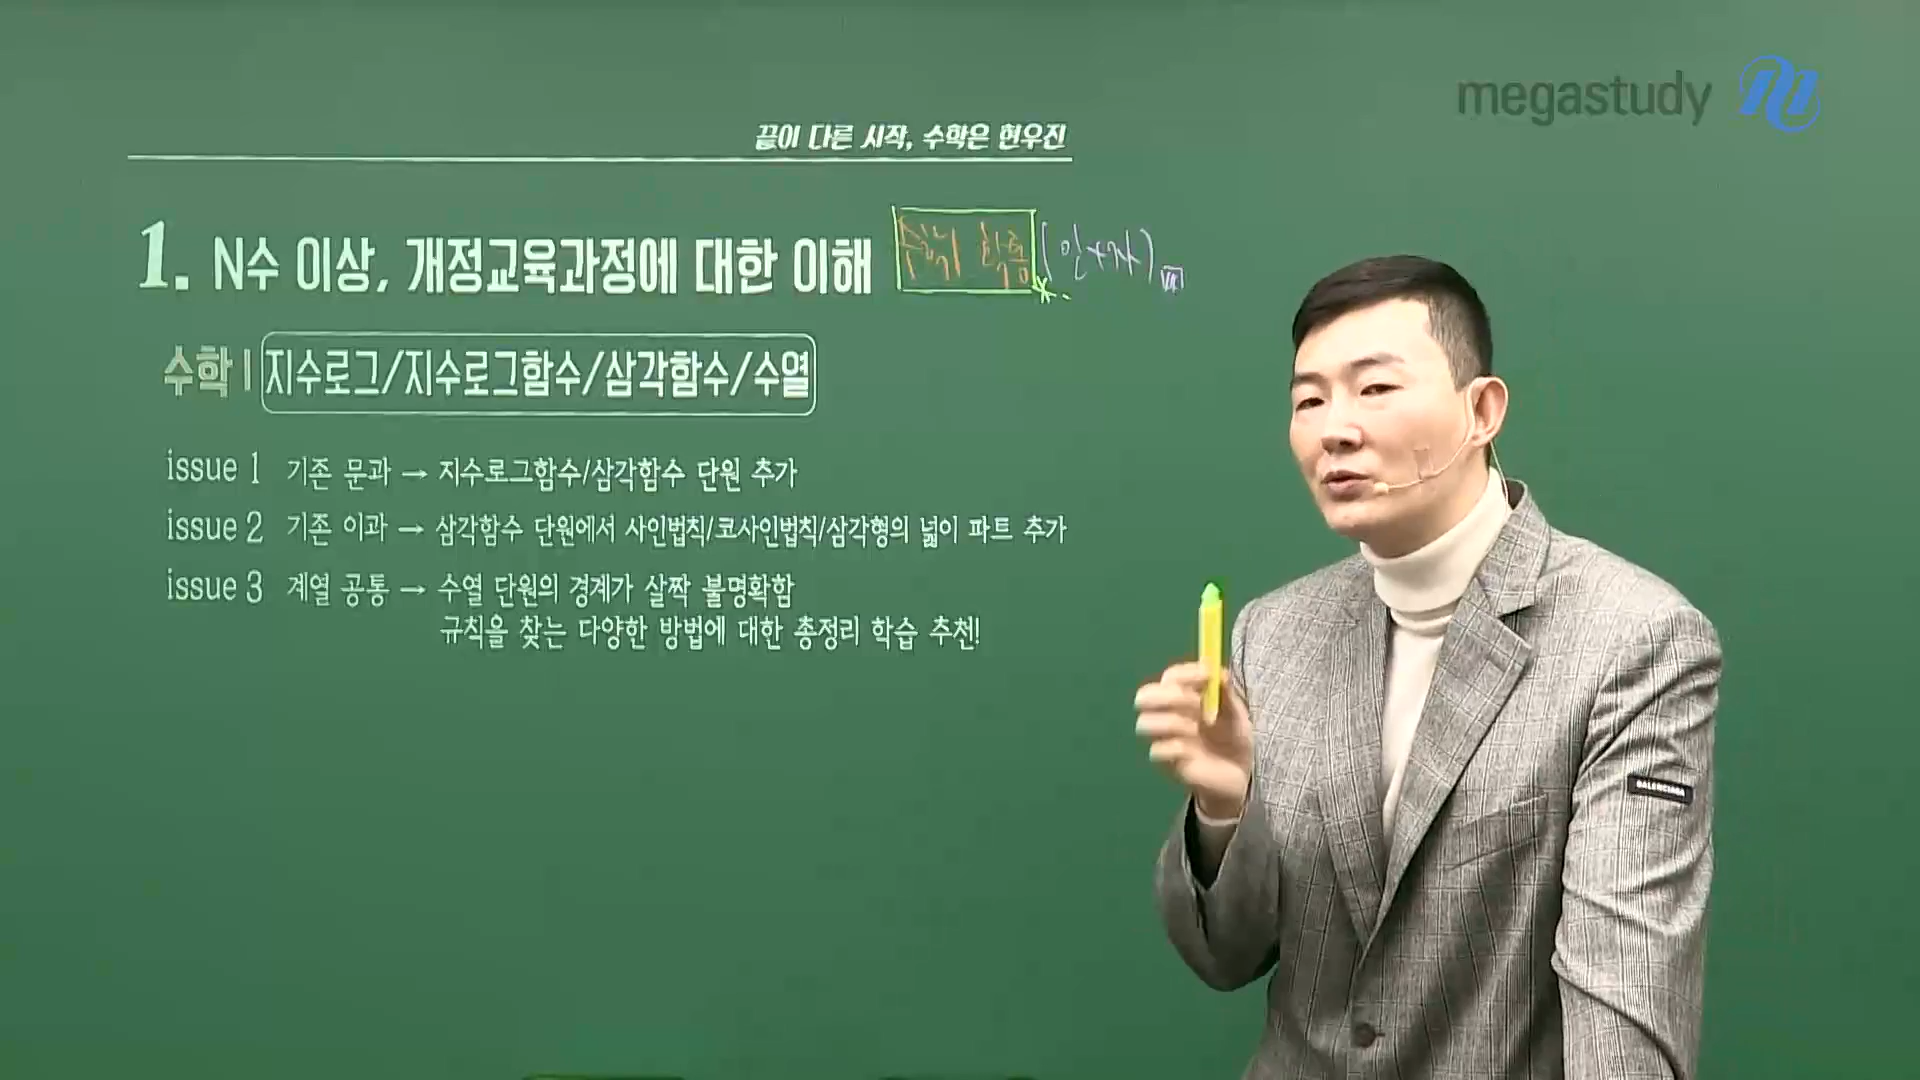 megastudy
끝이 다른 시작, 수학은 현우진
1. N수 이상, 개정교육과정에 대한 이해
수학 I 지수로그/지수로그함수/삼각함수/수열
issue 1 기존 문과 → 지수로그함수/삼각함수 단원 추가
issue 2 기존 이과 → 삼각함수 단원에서 사인법칙/코사인법칙/삼각형의 넓이 파트 추가
issue 3 계열 공통 → 수열 단원의 경계가 살짝 불명확함
규칙을 찾는 다양한 방법에 대한 총정리 학습 추천!
BALENCIAGA